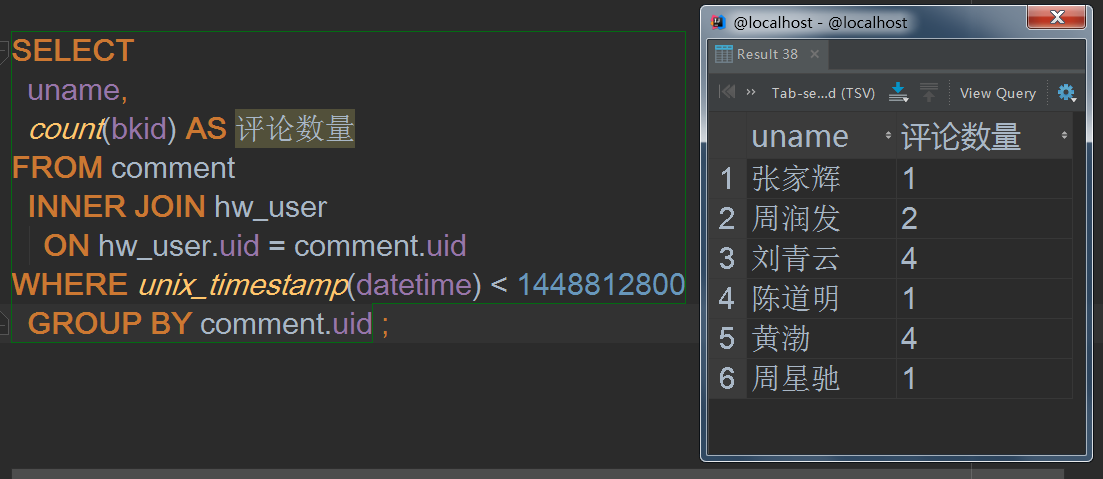 SELECT
uname,
count(bkid) AS 评论数量
FROM comment
INNER JOIN hw_user
ON hw_user.uid = comment.uid
WHERE unix_timestamp(datetime) < 1448812800
GROUP BY comment.uid ;
@localhost - @localhost
Result 38
Tab-se...d (TSV) View Query
uname 评论数量
1 张家辉 1
2 周润发 2
3 刘青云 4
4 陈道明 1
5 黄渤 4
6 周星驰 1